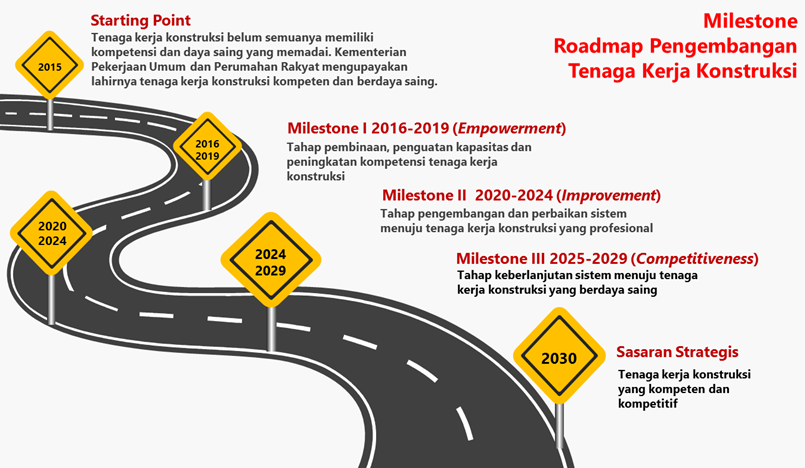 Milestone
Roadmap Pengembangan
Tenaga Kerja Konstruksi
Starting Point
Tenaga kerja konstruksi belum semuanya memiliki
kompetensi dan daya saing yang memadai. Kementerian
Pekerjaan Umum dan Perumahan Rakyat mengupayakan
lahirnya tenaga kerja konstruksi kompeten dan berdaya saing.
2015
Milestone I 2016-2019 (Empowerment)
Tahap pembinaan, penguatan kapasitas dan
peningkatan kompetensi tenaga kerja
konstruksi
2016
2019
Milestone II 2020-2024 (Improvement)
Tahap pengembangan dan perbaikan sistem
menuju tenaga kerja konstruksi yang profesional
2020
2024
Milestone III 2025-2029 (Competitiveness)
Tahap keberlanjutan sistem menuju tenaga
kerja konstruksi yang berdaya saing
2024
2029
2030
Sasaran Strategis
Tenaga kerja konstruksi
yang kompeten dan
kompetitif